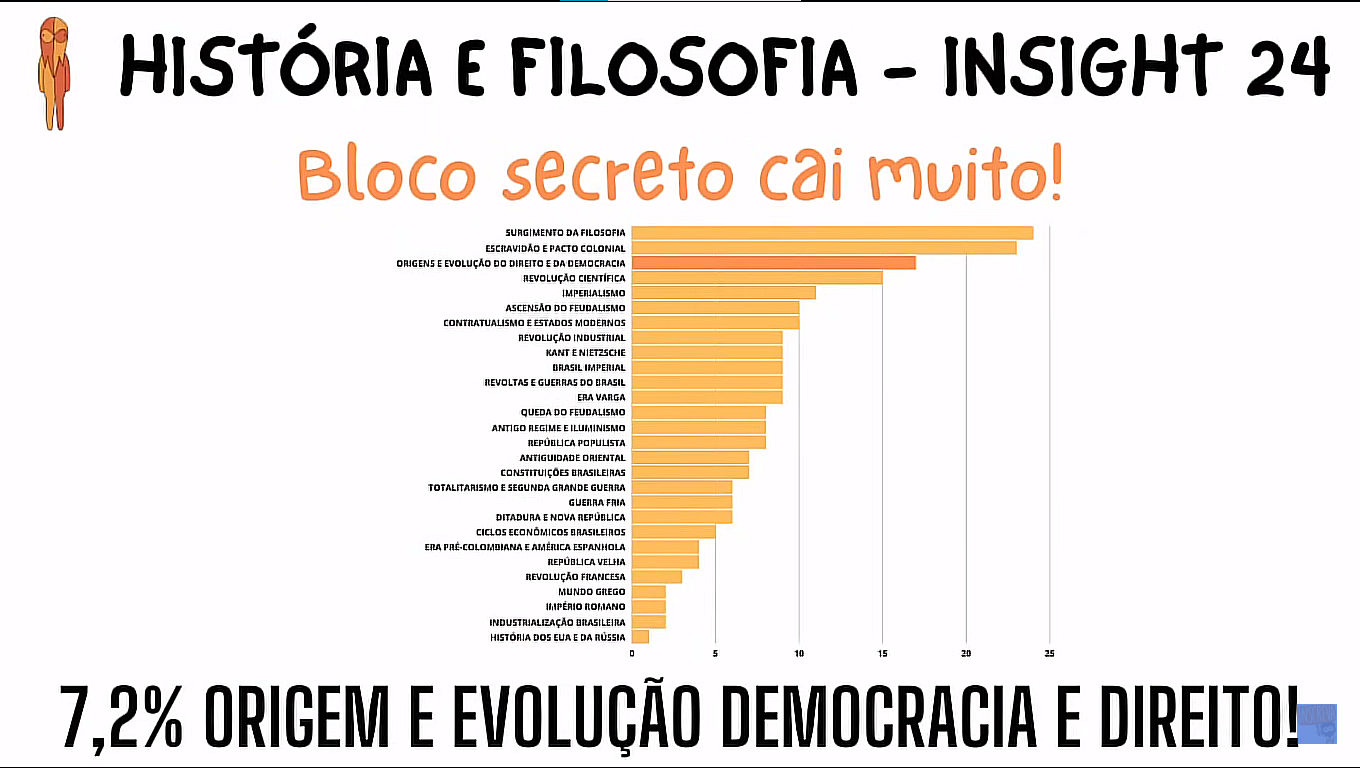 HISTÓRIA E FILOSOFIA - INSIGHT 24
Bloco secreto cai muito!
SURGIMENTO DA FILOSOFIA
ESCRAVIDÃO E PACTO COLONIAL
ORIGENS E EVOLUÇÃO DO DIREITO E DA DEMOCRACIA
REVOLUÇÃO CIENTÍFICA
IMPERIALISMO
ASCENSÃO DO FEUDALISMO
CONTRATUALISMO E ESTADOS MODERNOS
REVOLUÇÃO INDUSTRIAL
KANT E NIETZSCHE
BRASIL IMPERIAL
REVOLTAS E GUERRAS DO BRASIL
ERA VARGA
QUEDA DO FEUDALISMO
ANTIGO REGIME E ILUMINISMO
REPÚBLICA POPULISTA
ANTIGUIDADE ORIENTAL
CONSTITUIÇÕES BRASILEIRAS
TOTALITARISMO E SEGUNDA GRANDE GUERRA
GUERRA FRIA
DITADURA E NOVA REPÚBLICA
CICLOS ECONÔMICOS BRASILEIROS
ERA PRÉ-COLOMBIANA E AMÉRICA ESPANHOLA
REPÚBLICA VELHA
REVOLUÇÃO FRANCESA
MUNDO GREGO
IMPÉRIO ROMANO
INDUSTRIALIZAÇÃO BRASILEIRA
HISTÓRIA DOS EUA E DA RÚSSIA
0 5 10 15 20 25
7,2% ORIGEM E EVOLUÇÃO DEMOCRACIA E DIREITO!